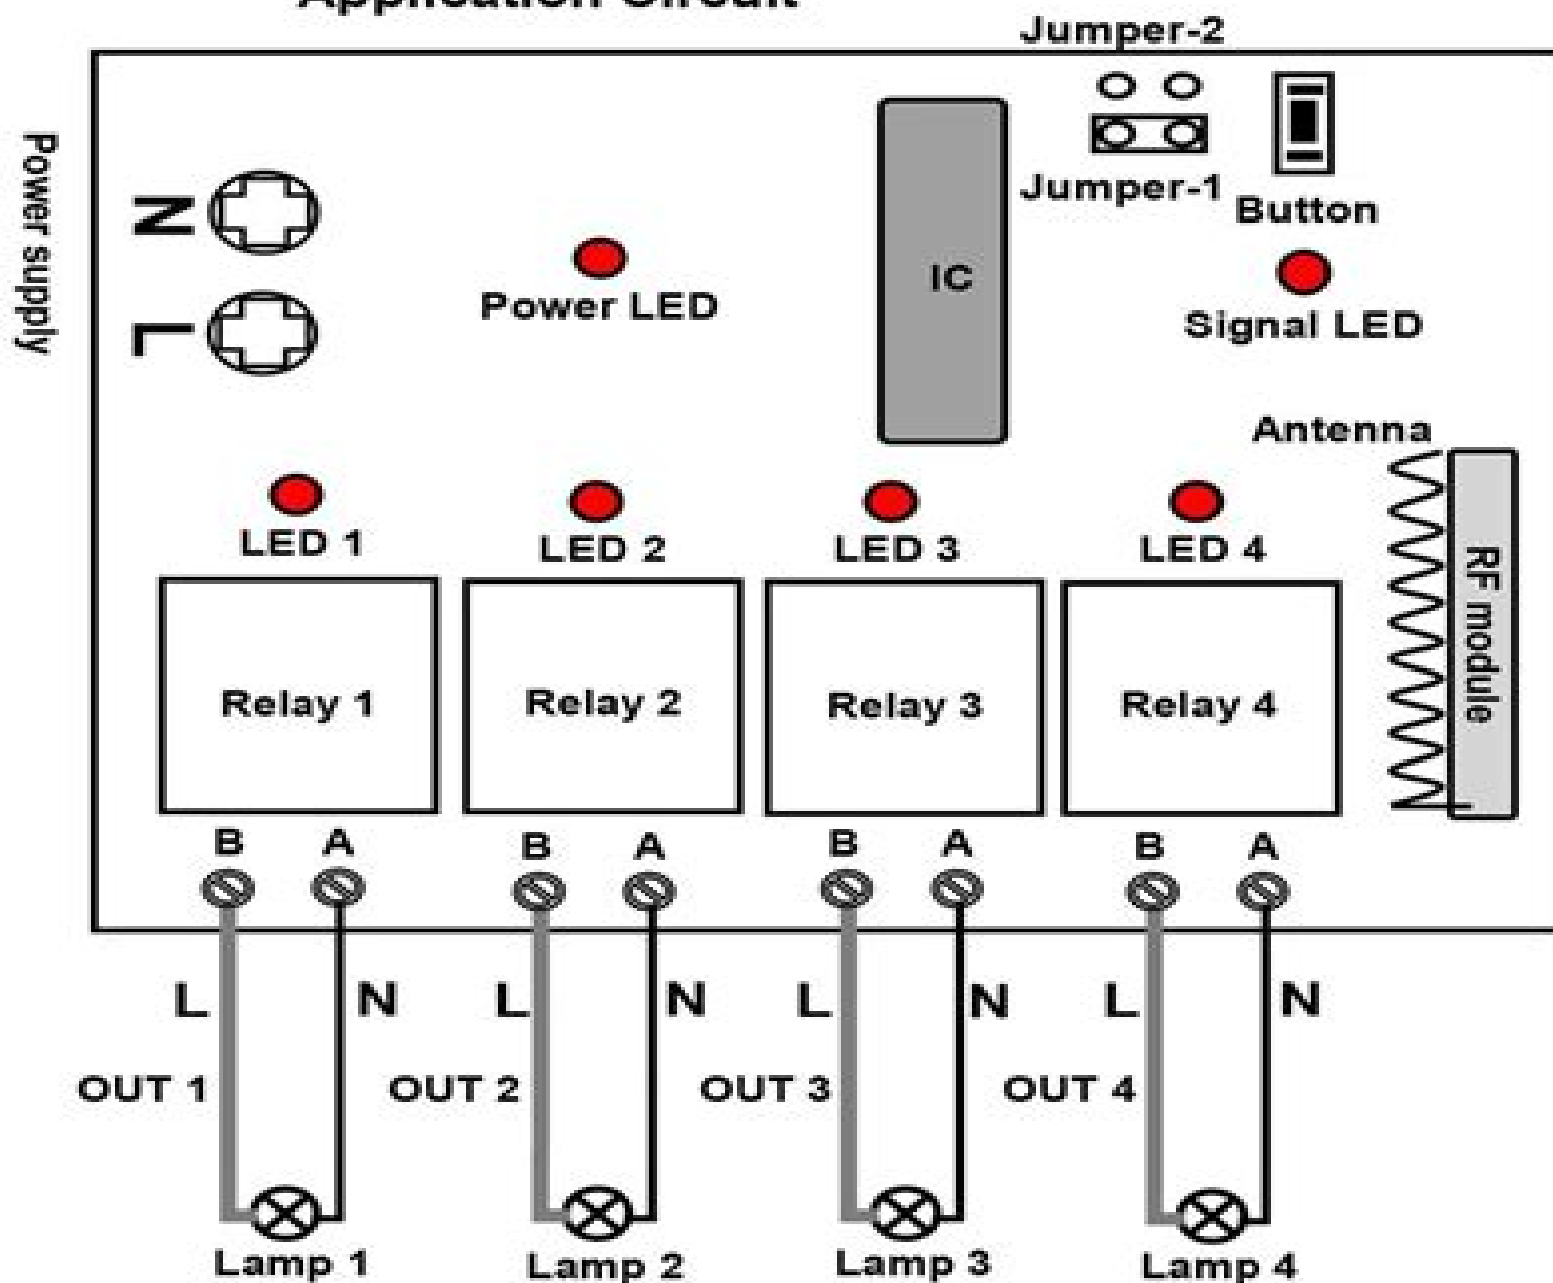 Application Circuit
Jumper-2
Jumper-1
Button
Power supply
N
L
Power LED
IC
Signal LED
Antenna
RF module
LED 1
LED 2
LED 3
LED 4
Relay 1
Relay 2
Relay 3
Relay 4
B A B A B A B A
L N L N L N L N
OUT 1
OUT 2
OUT 3
OUT 4
Lamp 1
Lamp 2
Lamp 3
Lamp 4